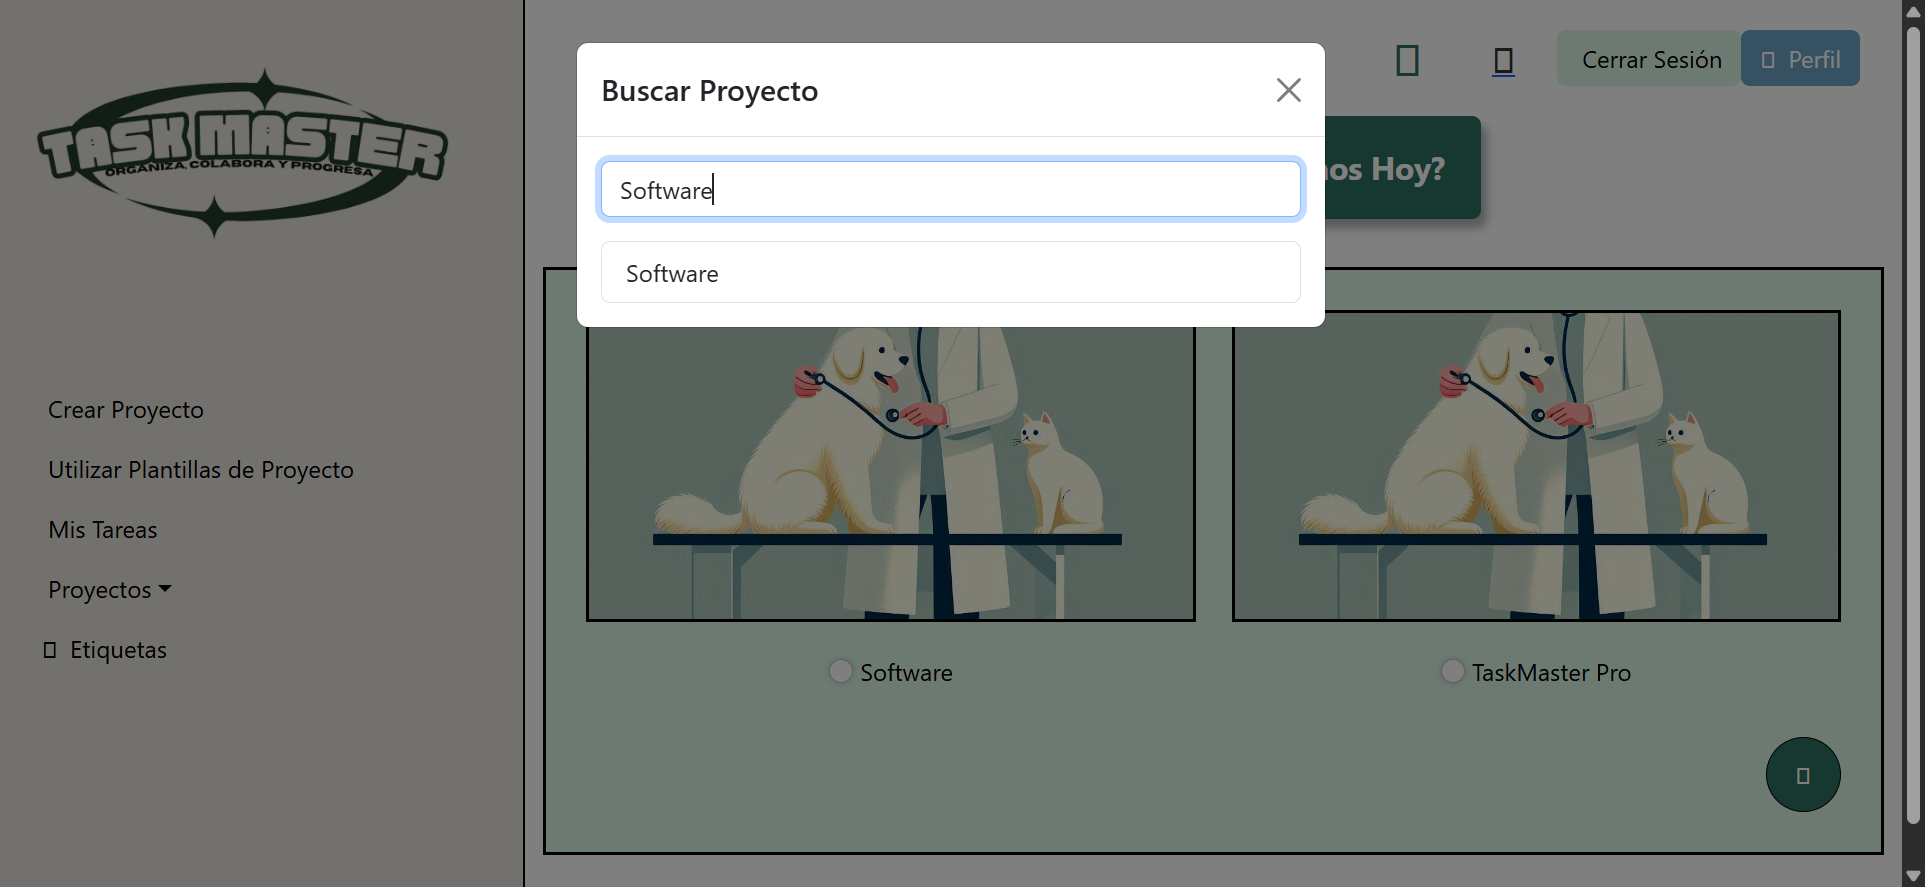 TASK MASTER
ORGANIZA, COLABORA Y PROGRESA
Crear Proyecto
Utilizar Plantillas de Proyecto
Mis Tareas
Proyectos
Etiquetas
Cerrar Sesión
Perfil
Hoy?
Buscar Proyecto
Software
Software
Software
TaskMaster Pro